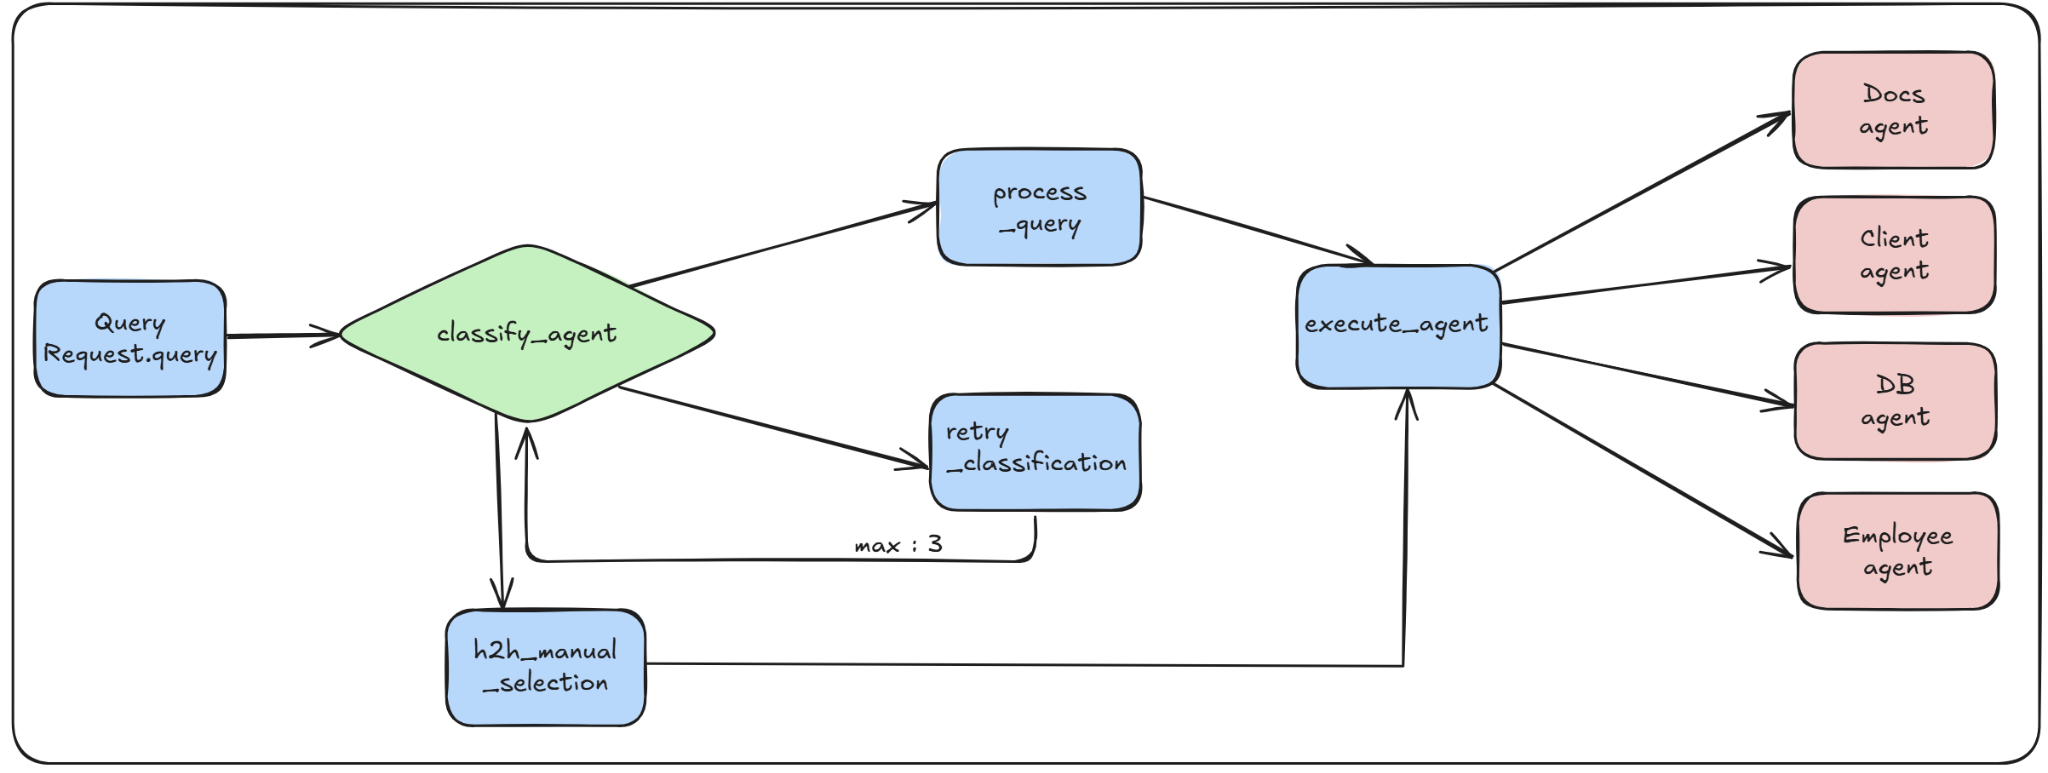 Query
Request.query
classify_agent
process
_query
retry
_classification
max : 3
h2h_manual
_selection
execute_agent
Docs
agent
Client
agent
DB
agent
Employee
agent